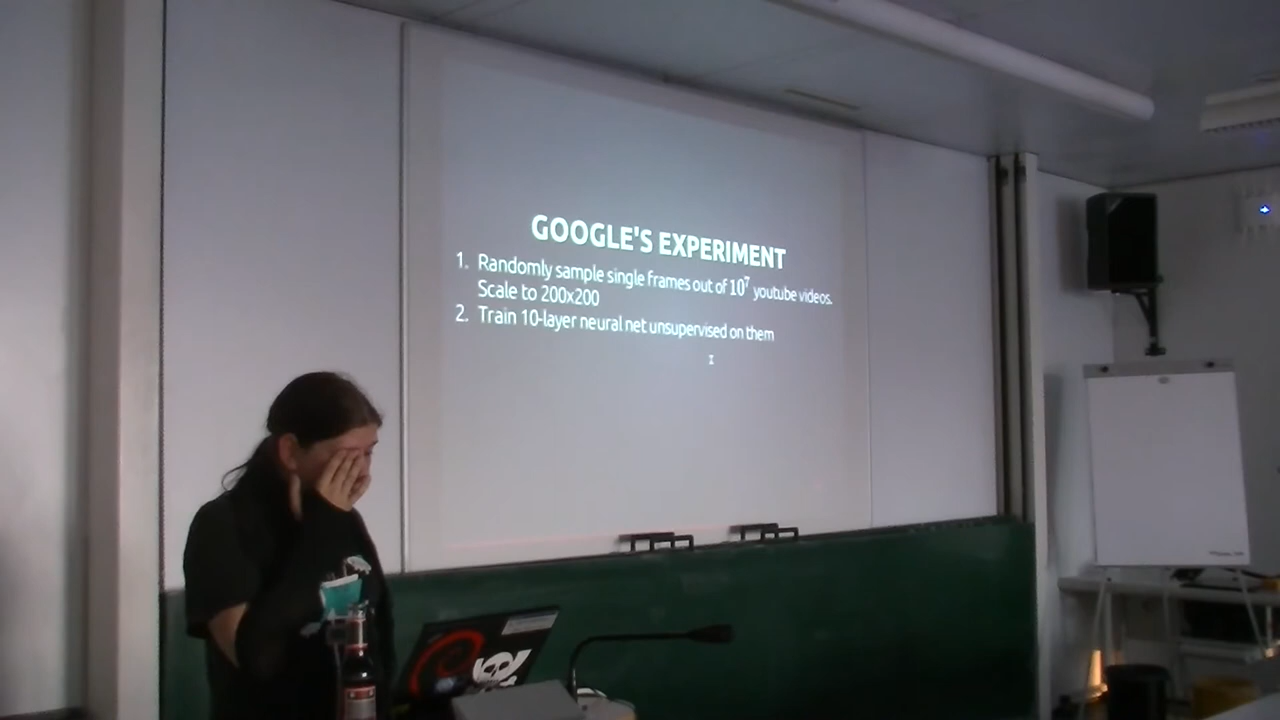 GOOGLE'S EXPERIMENT
1. Randomly sample single frames out of 10⁷ youtube videos.
Scale to 200x200
2. Train 10-layer neural net unsupervised on them